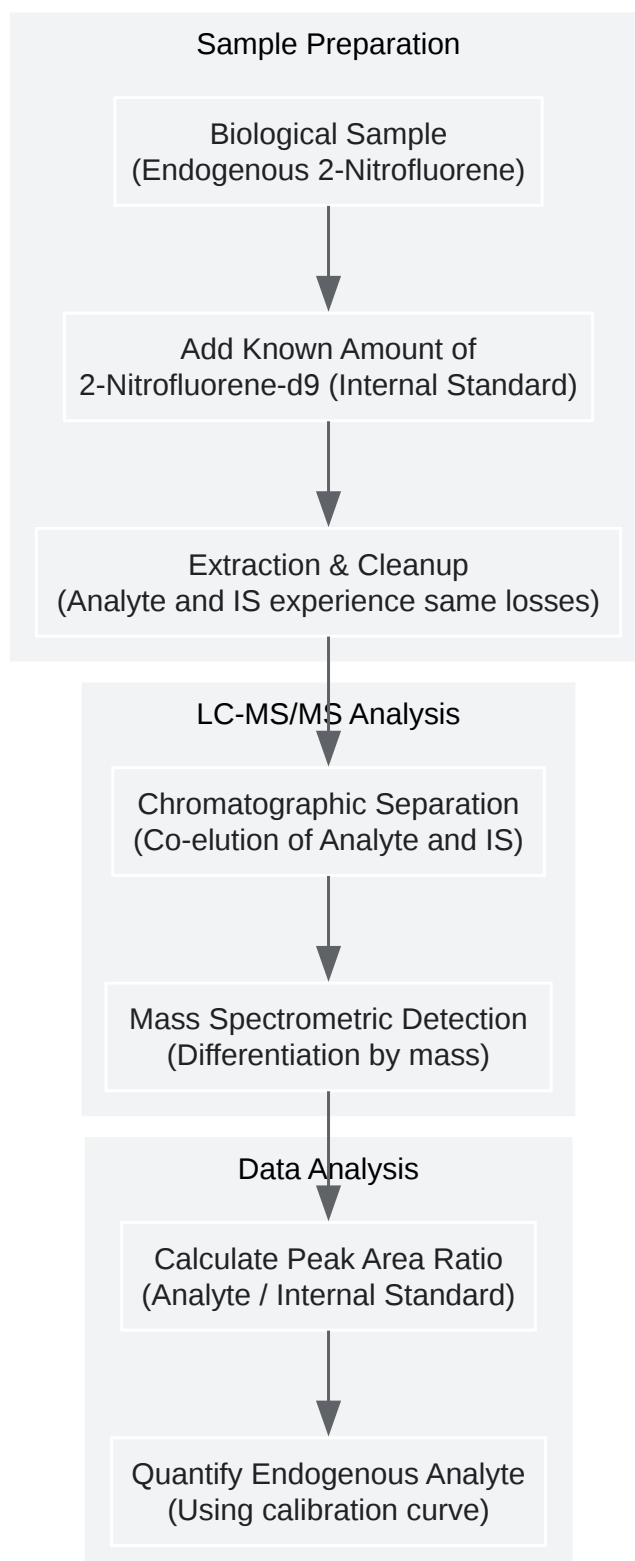 Sample Preparation
Biological Sample
(Endogenous 2-Nitrofluorene)
Add Known Amount of
2-Nitrofluorene-d9 (Internal Standard)
Extraction & Cleanup
(Analyte and IS experience same losses)
LC-MS/MS Analysis
Chromatographic Separation
(Co-elution of Analyte and IS)
Mass Spectrometric Detection
(Differentiation by mass)
Data Analysis
Calculate Peak Area Ratio
(Analyte / Internal Standard)
Quantify Endogenous Analyte
(Using calibration curve)